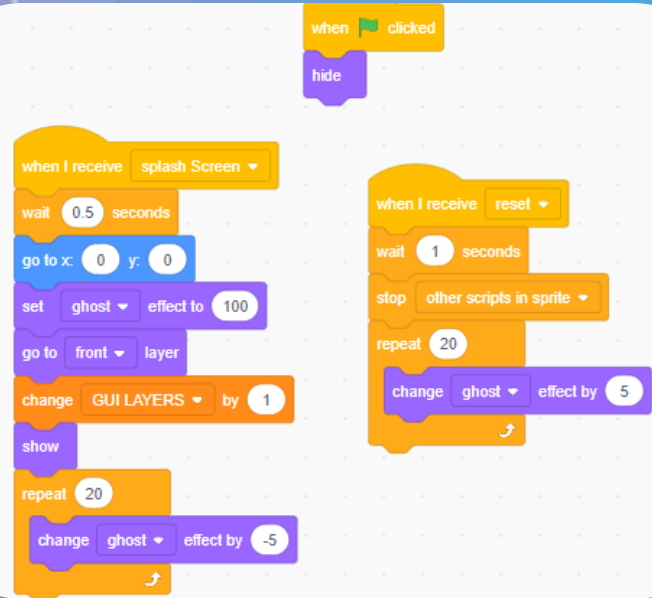 when clicked
hide
when I receive splash Screen
wait 0.5 seconds
go to x: 0 y: 0
set ghost effect to 100
go to front layer
change GUI LAYERS by 1
show
repeat 20
change ghost effect by -5
when I receive reset
wait 1 seconds
stop other scripts in sprite
repeat 20
change ghost effect by 5